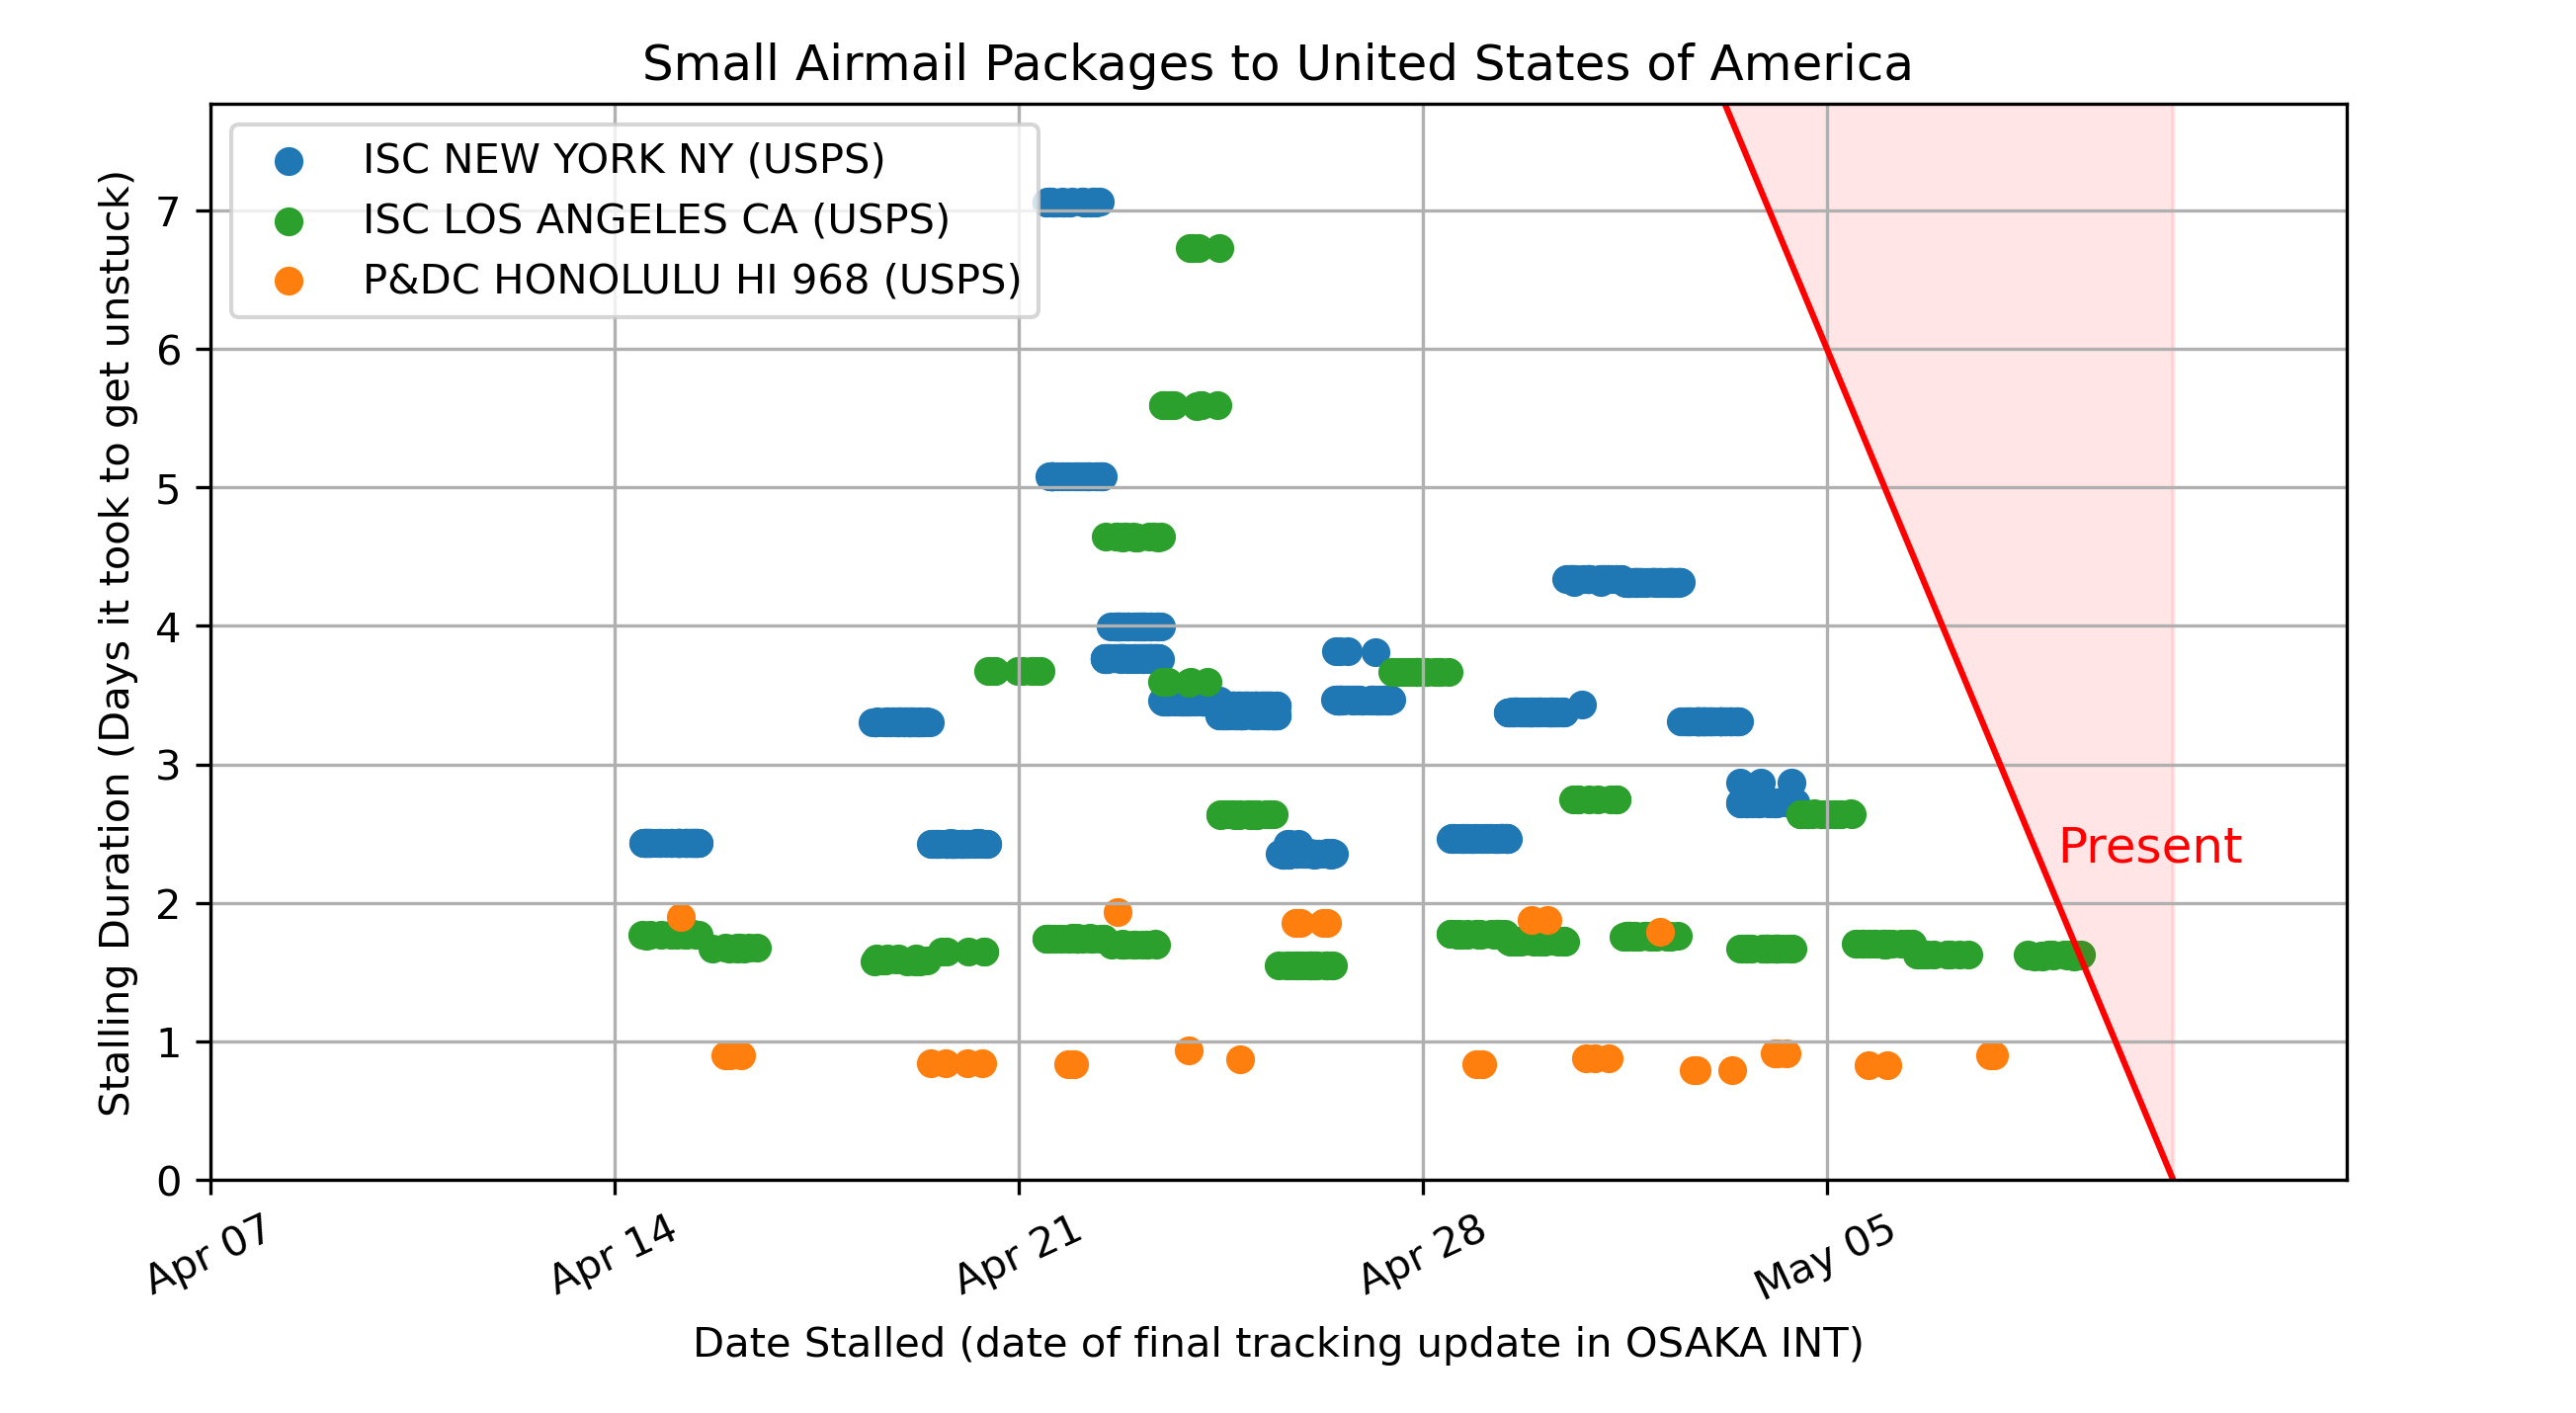 Small Airmail Packages to United States of America
ISC NEW YORK NY (USPS)
ISC LOS ANGELES CA (USPS)
P&DC HONOLULU HI 968 (USPS)
Stalling Duration (Days it took to get unstuck)
7
6
5
4
3
2
1
0
Present
Apr 07
Apr 14
Apr 21
Apr 28
May 05
Date Stalled (date of final tracking update in OSAKA INT)